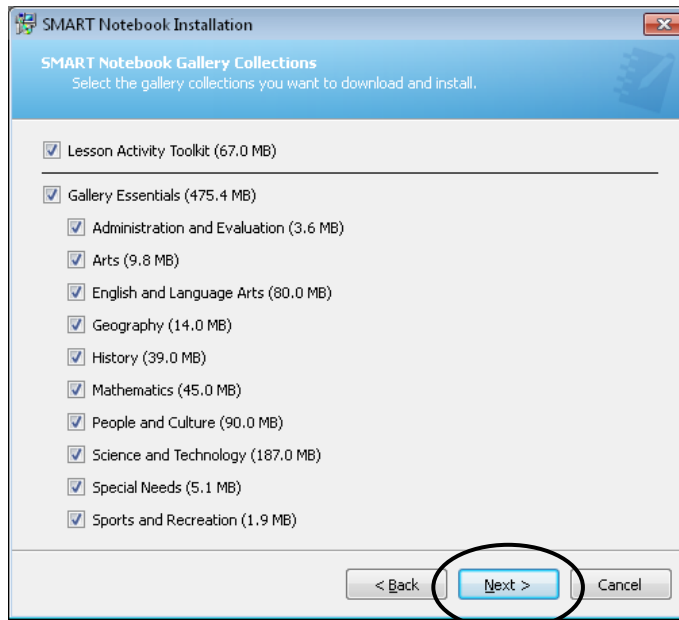 SMART Notebook Installation
SMART Notebook Gallery Collections
Select the gallery collections you want to download and install.
Lesson Activity Toolkit (67.0 MB)
Gallery Essentials (475.4 MB)
Administration and Evaluation (3.6 MB)
Arts (9.8 MB)
English and Language Arts (80.0 MB)
Geography (14.0 MB)
History (39.0 MB)
Mathematics (45.0 MB)
People and Culture (90.0 MB)
Science and Technology (187.0 MB)
Special Needs (5.1 MB)
Sports and Recreation (1.9 MB)
< Back Next > Cancel